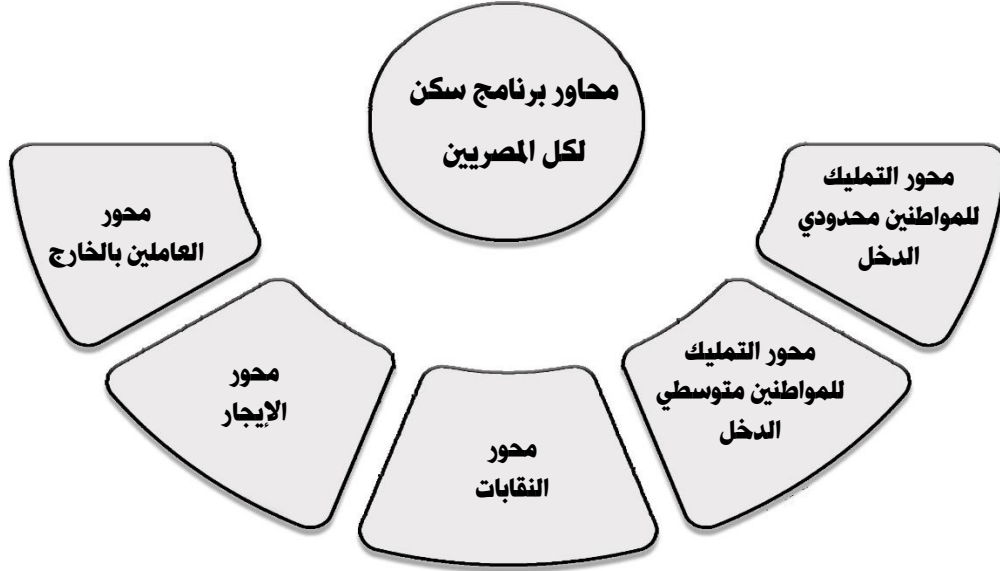 محاور برنامج سكن
لكل المصريين
محور التمليك
للمواطنين محدودي
الدخل
محور التمليك
للمواطنين متوسطي
الدخل
محور
النقابات
محور
الإيجار
محور
العاملين بالخارج